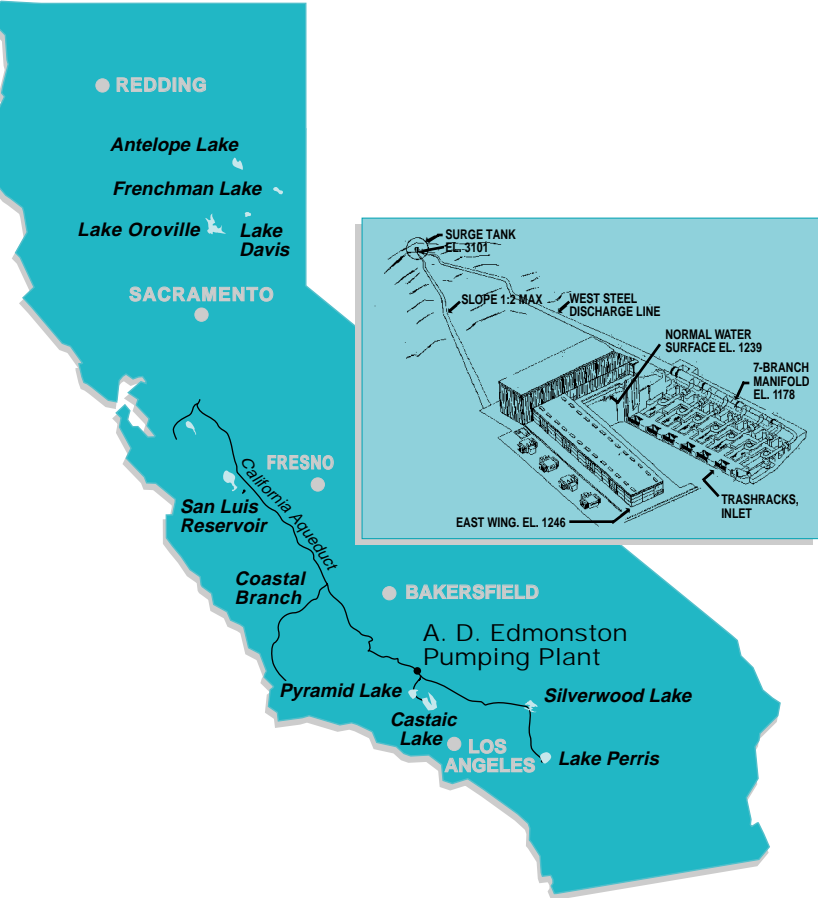 REDDING
Antelope Lake
Frenchman Lake
Lake Oroville
Lake
Davis
SACRAMENTO
SURGE TANK
EL. 3101
SLOPE 1:2 MAX
WEST STEEL
DISCHARGE LINE
NORMAL WATER
SURFACE EL. 1239
7-BRANCH
MANIFOLD
EL. 1178
TRASHRACKS,
INLET
EAST WING. EL. 1246
FRESNO
California Aqueduct
San Luis
Reservoir
Coastal
Branch
BAKERSFIELD
A. D. Edmonston
Pumping Plant
Pyramid Lake
Silverwood Lake
Castaic
Lake
LOS
ANGELES
Lake Perris